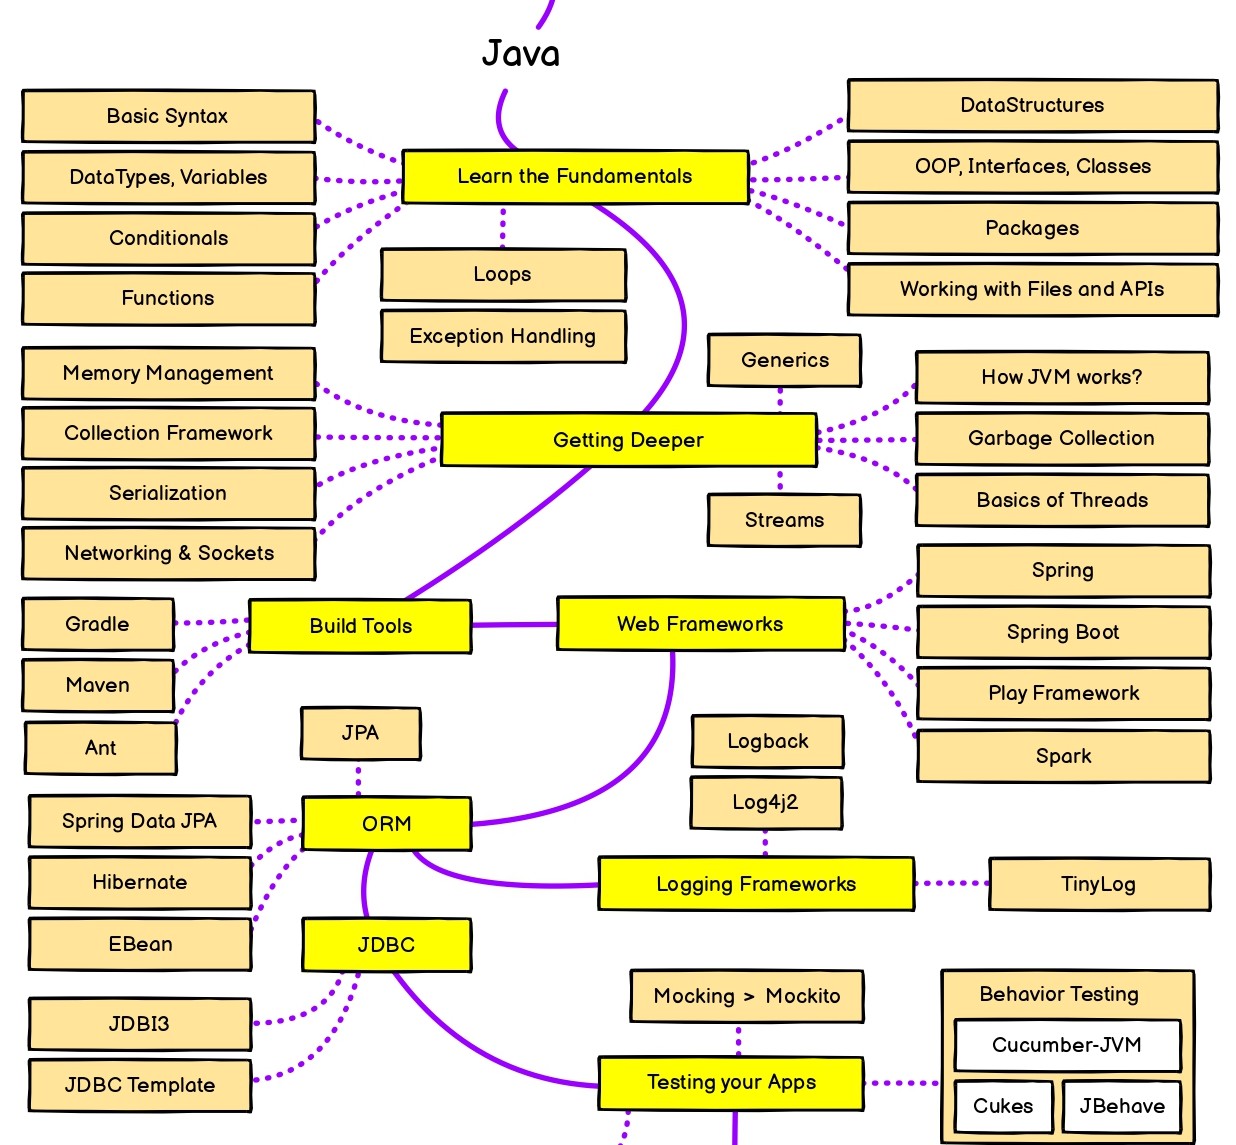 Java
Basic Syntax
DataTypes, Variables
Conditionals
Functions
Learn the Fundamentals
Loops
Exception Handling
DataStructures
OOP, Interfaces, Classes
Packages
Working with Files and APIs
Memory Management
Collection Framework
Serialization
Networking & Sockets
Getting Deeper
Generics
Streams
How JVM works?
Garbage Collection
Basics of Threads
Gradle
Maven
Ant
Build Tools
Web Frameworks
Spring
Spring Boot
Play Framework
Spark
JPA
ORM
Spring Data JPA
Hibernate
EBean
Logback
Log4j2
Logging Frameworks
TinyLog
JDBC
JDBI3
JDBC Template
Mocking > Mockito
Testing your Apps
Behavior Testing
Cucumber-JVM
Cukes
JBehave